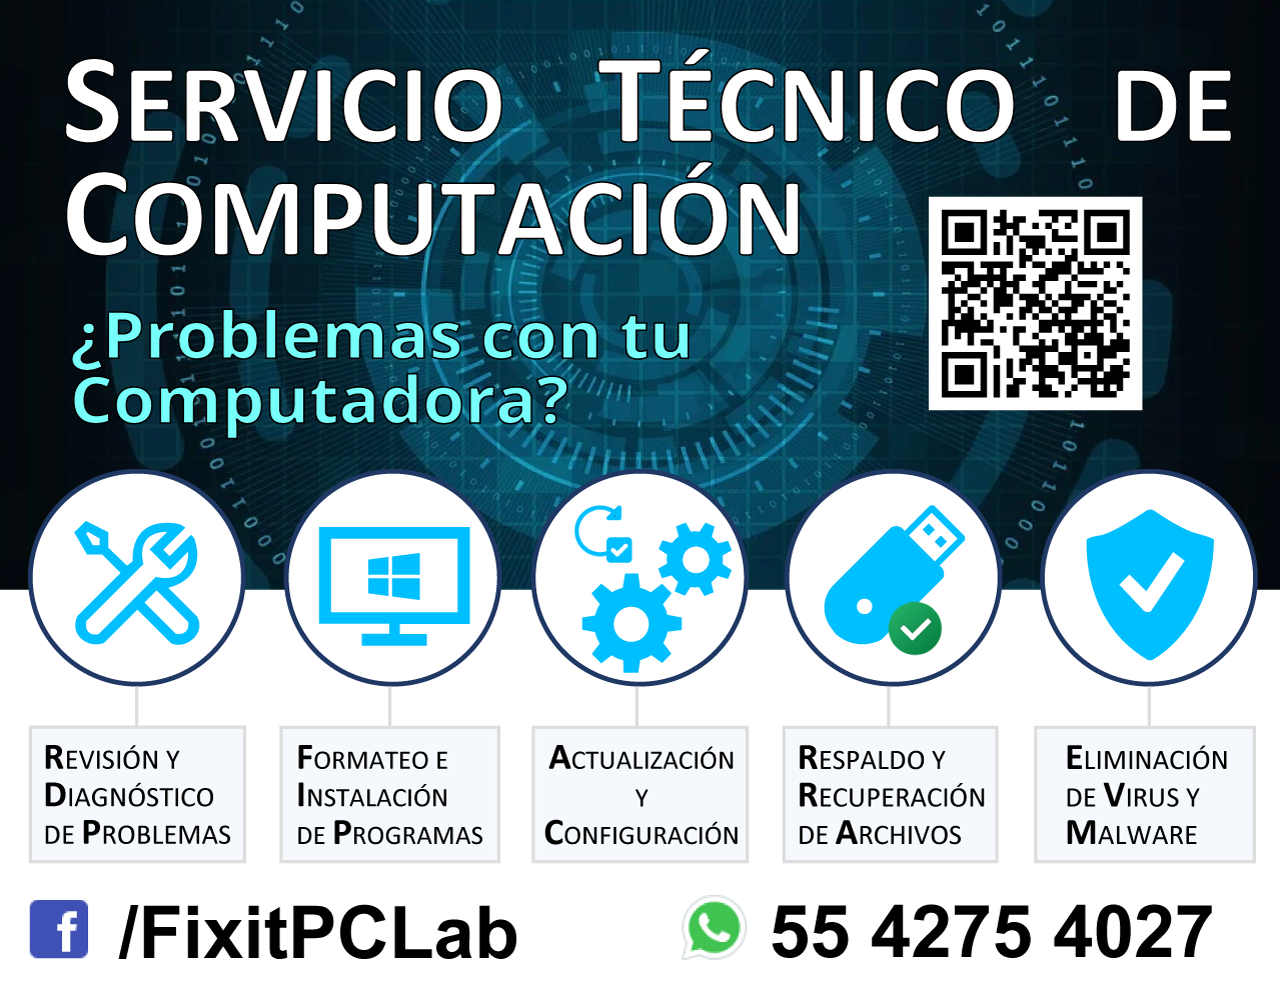 SERVICIO TÉCNICO DE
COMPUTACIÓN
¿Problemas con tu
Computadora?
REVISIÓN Y
DIAGNÓSTICO
DE PROBLEMAS
FORMATEO E
INSTALACIÓN
DE PROGRAMAS
ACTUALIZACIÓN
Y
CONFIGURACIÓN
RESPALDO Y
RECUPERACIÓN
DE ARCHIVOS
ELIMINACIÓN
DE VIRUS Y
MALWARE
/FixitPCLab
55 4275 4027